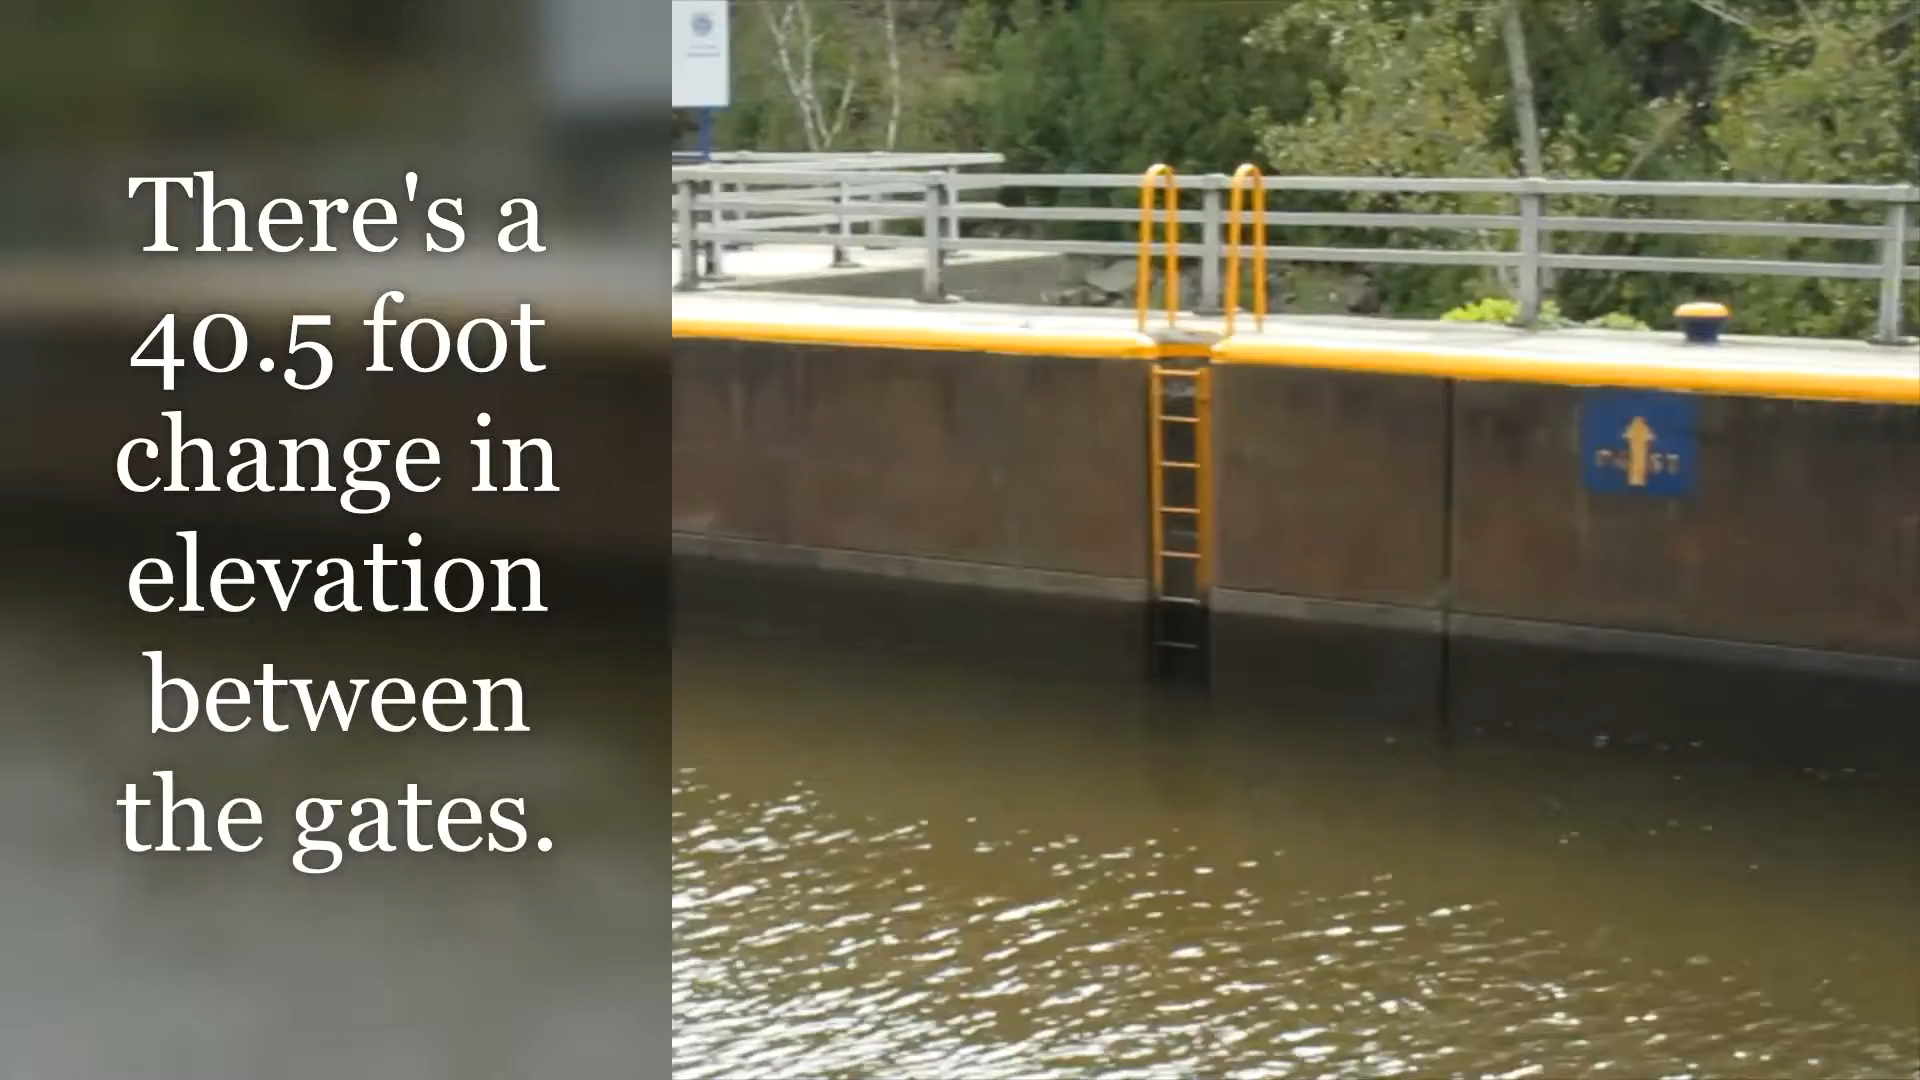 There's a
40.5 foot
change in
elevation
between
the gates.